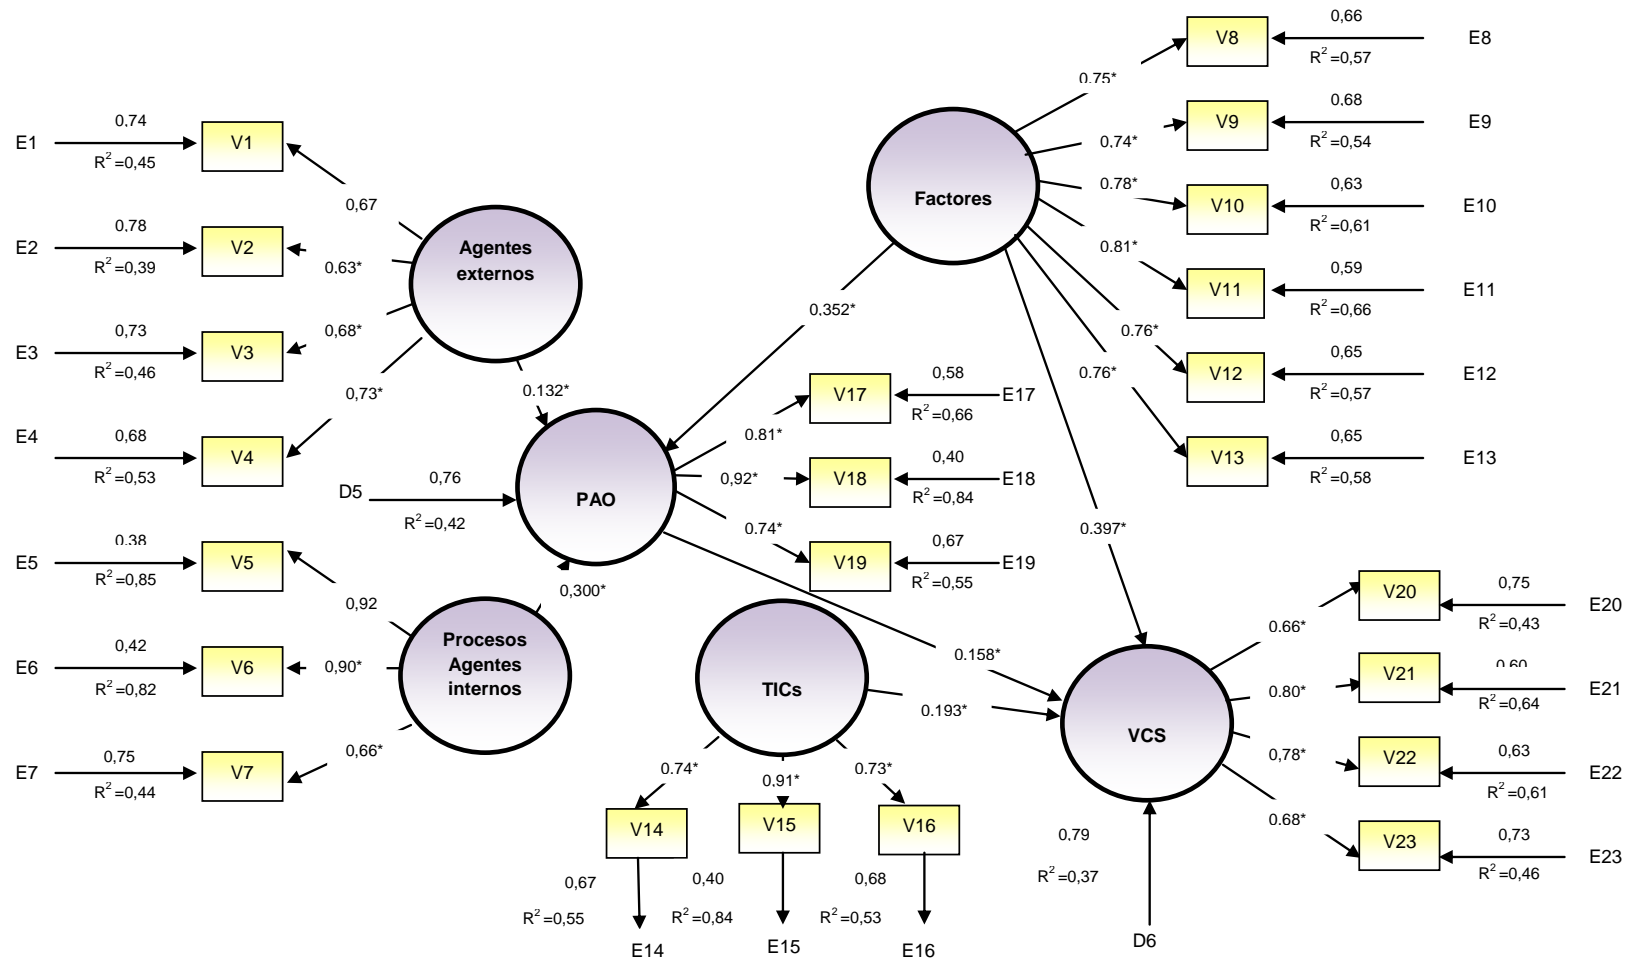 E1
0,74
R²=0,45
V1
E2
0,78
R²=0,39
V2
E3
0,73
R²=0,46
V3
E4
0,68
R²=0,53
V4
0,67
0,63*
0,68*
0,73*
Agentes
externos
0.132*
D5
0,76
R²=0,42
PAO
E5
0.38
R²=0,85
V5
E6
0,42
R²=0,82
V6
E7
0,75
R²=0,44
V7
0,92
0,90*
0,66*
Procesos
Agentes
internos
0,300*
Factores
0.352*
0.75*
0.74*
0.78*
0.81*
0.76*
0.76*
0.397*
V8
0,66
R²=0,57
E8
V9
0,68
R²=0,54
E9
V10
0,63
R²=0,61
E10
V11
0,59
R²=0,66
E11
V12
0,65
R²=0,57
E12
V13
0,65
R²=0,58
E13
0.81*
0,92*
0.74*
V17
0,58
R²=0,66
E17
V18
0,40
R²=0,84
E18
V19
0,67
R²=0,55
E19
0.158*
TICs
0.193*
0.74*
0,91*
0.73*
V14
V15
V16
0,67
R²=0,55
E14
0,40
R²=0,84
E15
0,68
R²=0,53
E16
VCS
0,79
R²=0,37
D6
0.66*
0.80*
0,78*
0.68*
V20
0,75
R²=0,43
E20
V21
0,60
R²=0,64
E21
V22
0,63
R²=0,61
E22
V23
0,73
R²=0,46
E23